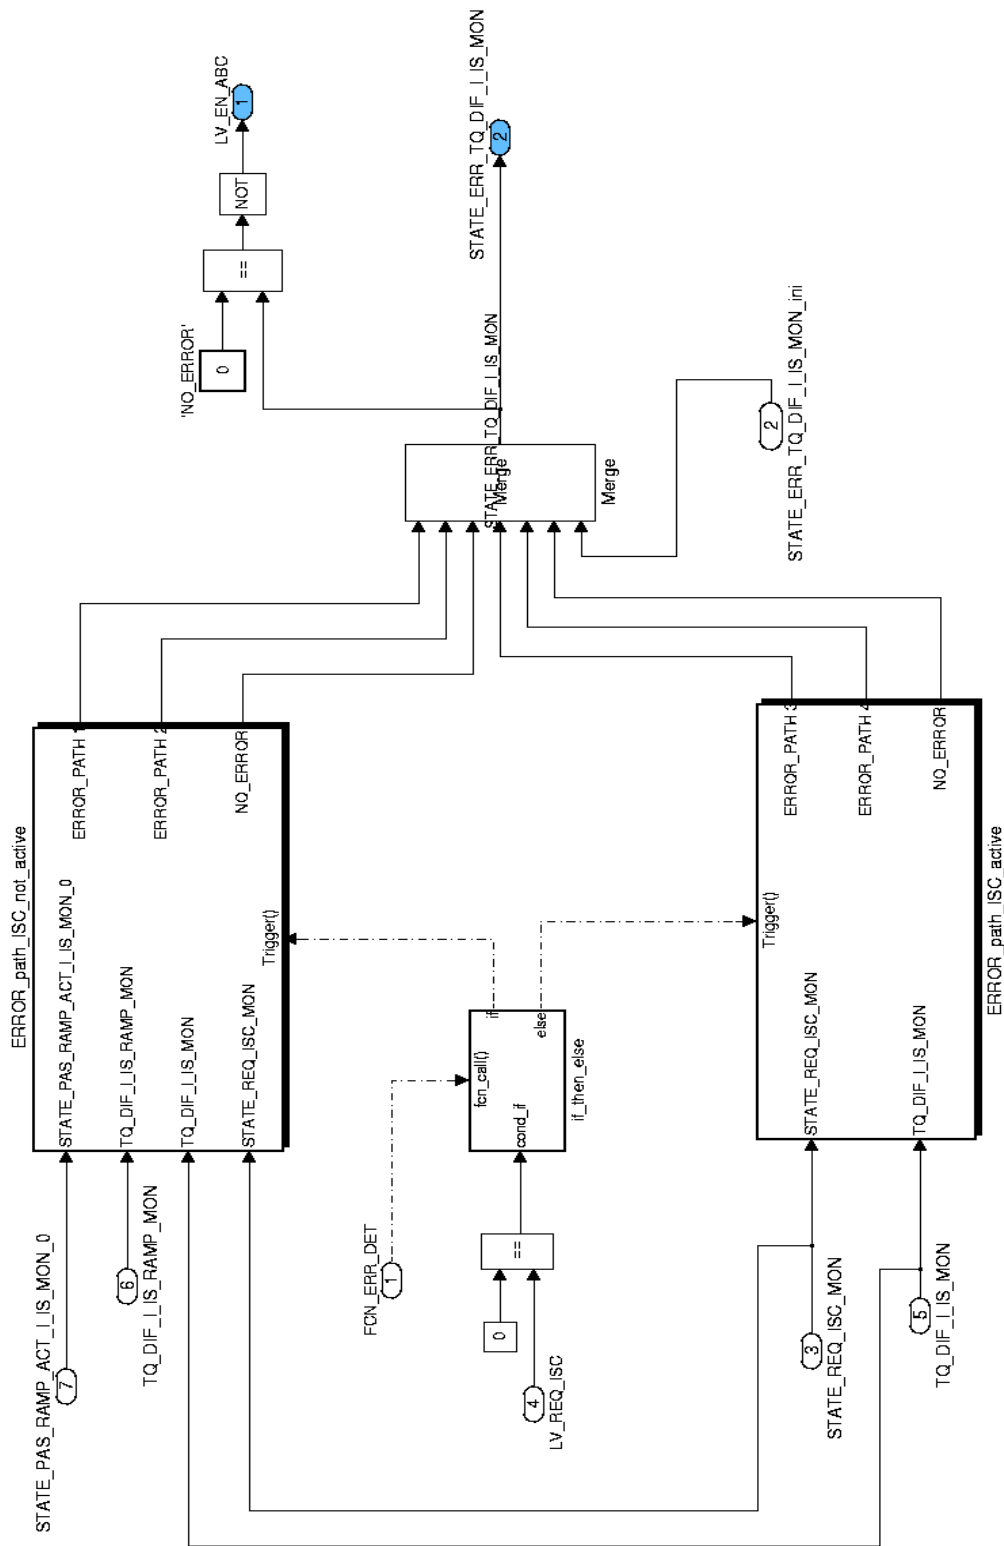 STATE_PAS_RAMP_ACT_I_IS_MON_0
7
TQ_DIF_I_IS_RAMP_MON
6
ERROR_path_ISC_not_active
STATE_PAS_RAMP_ACT_I_IS_MON_0
TQ_DIF_I_IS_RAMP_MON
TQ_DIF_I_IS_MON
STATE_REQ_ISC_MON
Trigger()
ERROR_PATH 1
ERROR_PATH 2
NO_ERROR
FCN_ERR_DET
1
0
==
4
LV_REQ_ISC
fcn_call()
cond_if
if
else
if_then_else
3
STATE_REQ_ISC_MON
5
TQ_DIF_I_IS_MON
STATE_REQ_ISC_MON
TQ_DIF_I_IS_MON
Trigger()
ERROR_PATH 3
ERROR_PATH 4
NO_ERROR
ERROR_path_ISC_active
STATE_ERR_TQ_DIF_I_IS_MON
Merge
Merge
2
STATE_ERR_TQ_DIF_I_IS_MON_ini
'NO_ERROR'
0
==
NOT
LV_EN_ABC
1
STATE_ERR_TQ_DIF_I_IS_MON
2